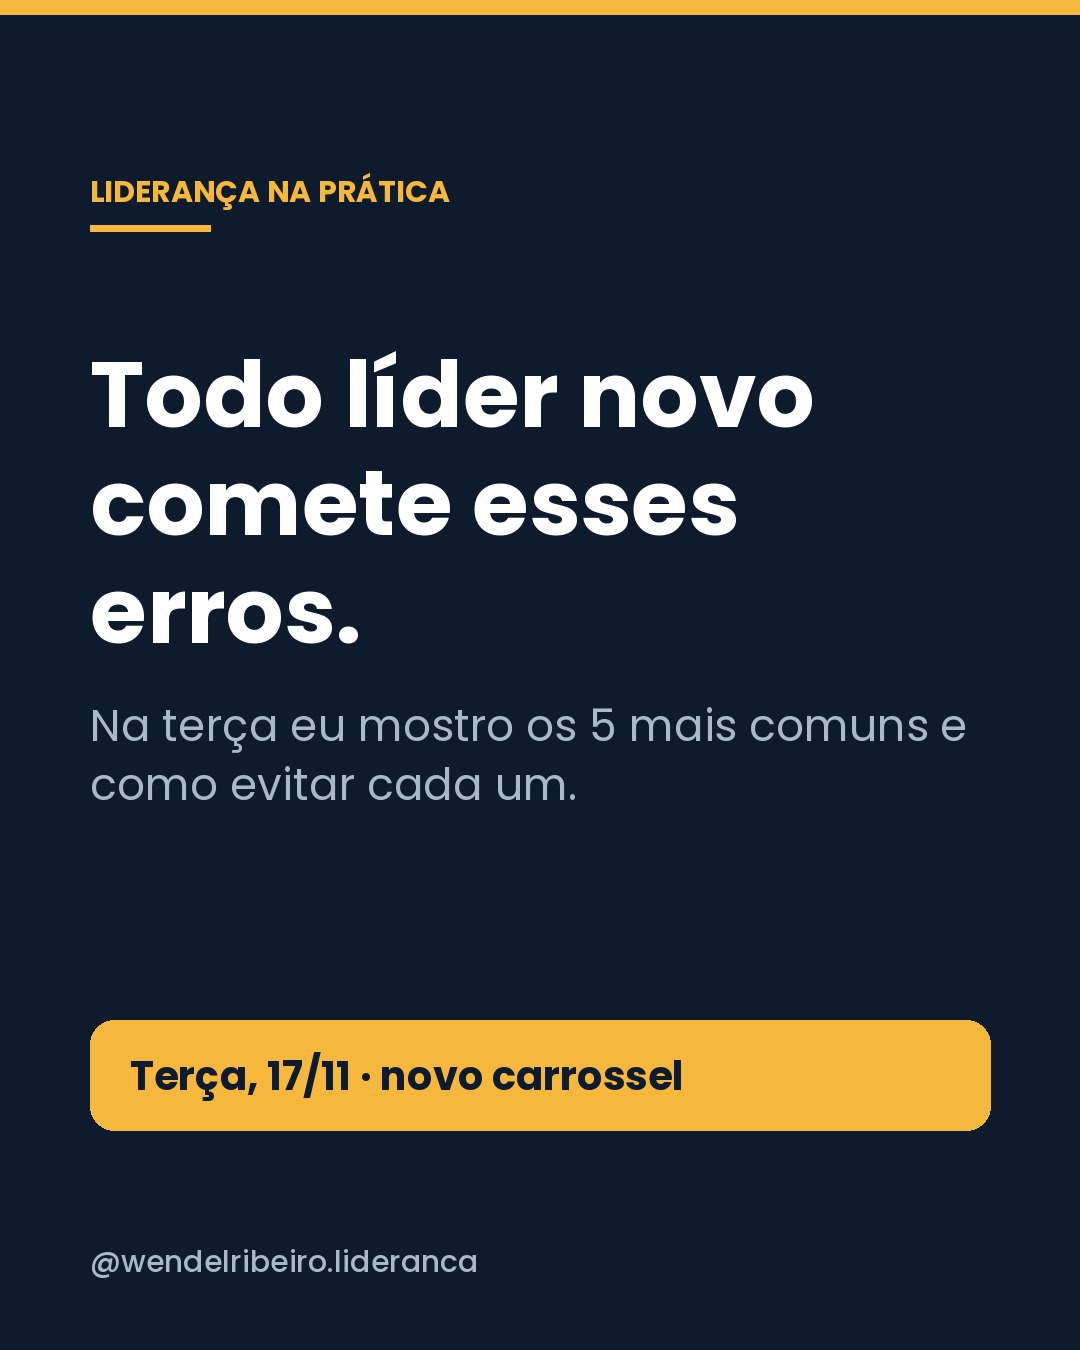 LIDERANÇA NA PRÁTICA
Todo líder novo
comete esses
erros.
Na terça eu mostro os 5 mais comuns e
como evitar cada um.
Terça, 17/11 · novo carrossel
@wendelribeiro.lideranca